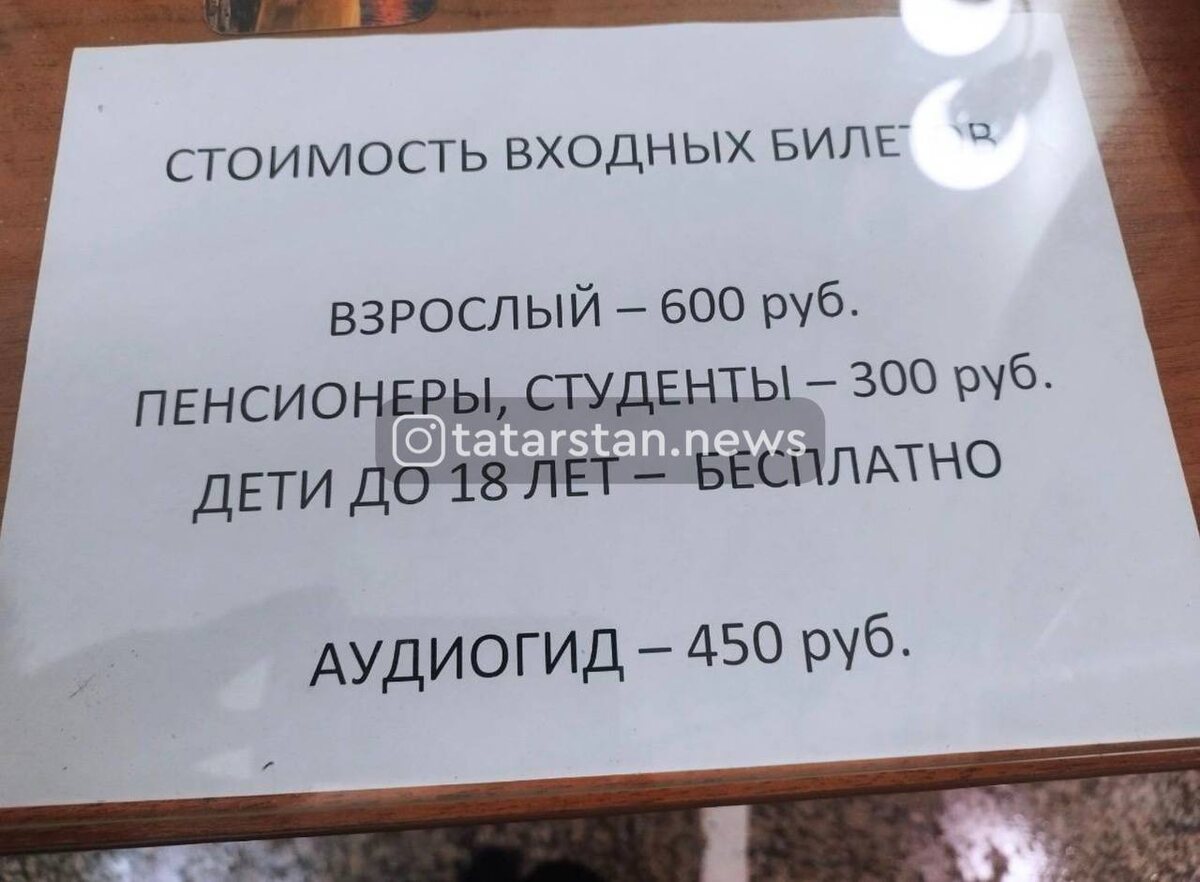 СТОИМОСТЬ ВХОДНЫХ БИЛЕТОВ
ВЗРОСЛЫЙ – 600 руб.
ПЕНСИОНЕРЫ, СТУДЕНТЫ – 300 руб.
tatarstan.news
ДЕТИ ДО 18 ЛЕТ – БЕСПЛАТНО
АУДИОГИД – 450 руб.